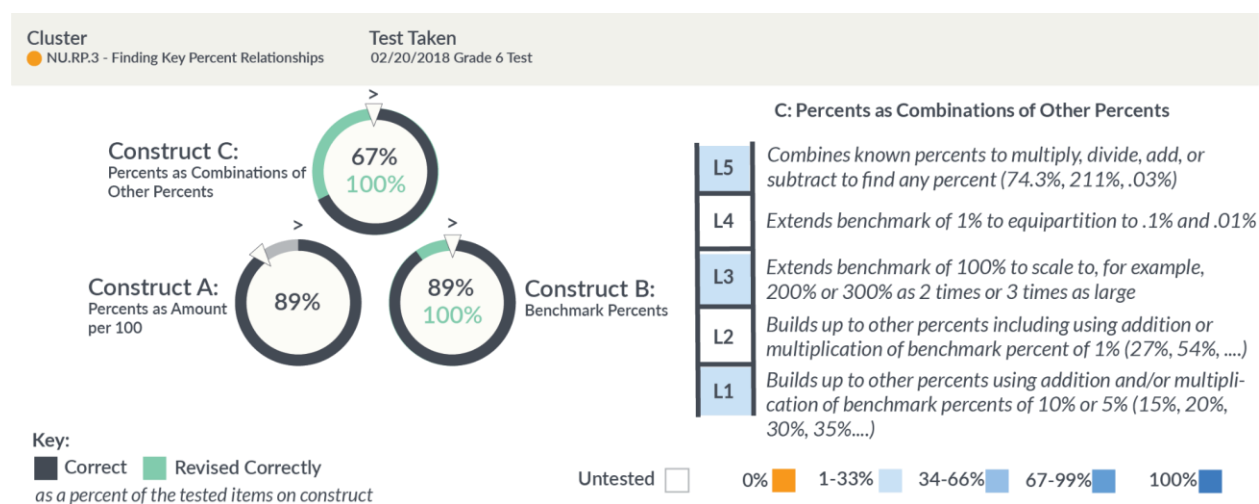 Cluster
NU.RP.3 - Finding Key Percent Relationships
Test Taken
02/20/2018 Grade 6 Test
>
Construct C:
Percents as Combinations of
Other Percents
67%
100%
>
Construct A:
Percents as Amount
per 100
89%
>
89%
100%
Construct B:
Benchmark Percents
Key:
Correct
Revised Correctly
as a percent of the tested items on construct
C: Percents as Combinations of Other Percents
L5
Combines known percents to multiply, divide, add, or
subtract to find any percent (74.3%, 211%, .03%)
L4
Extends benchmark of 1% to equipartition to .1% and .01%
L3
Extends benchmark of 100% to scale to, for example,
200% or 300% as 2 times or 3 times as large
L2
Builds up to other percents including using addition or
multiplication of benchmark percent of 1% (27%, 54%, ....)
L1
Builds up to other percents using addition and/or multipli-
cation of benchmark percents of 10% or 5% (15%, 20%,
30%, 35%....)
Untested
0%
1-33%
34-66%
67-99%
100%